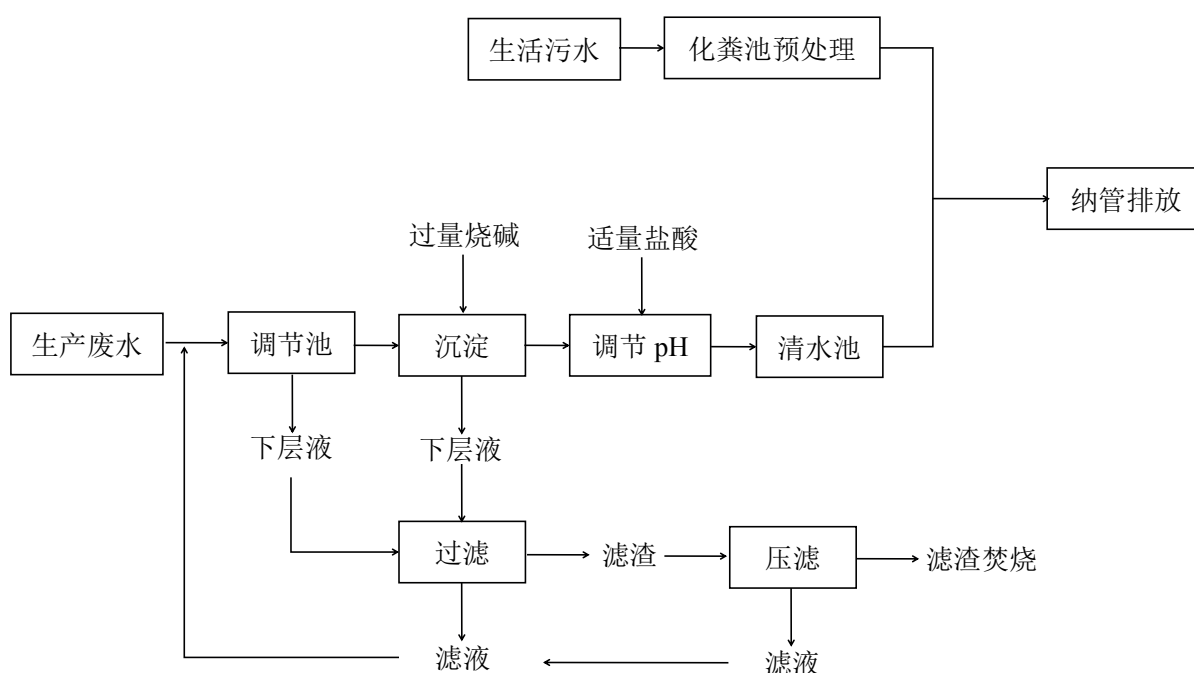 生活污水
化粪池预处理
纳管排放
过量烧碱
适量盐酸
生产废水
调节池
沉淀
调节 pH
清水池
下层液
下层液
过滤
滤渣
压滤
滤渣焚烧
滤液
滤液